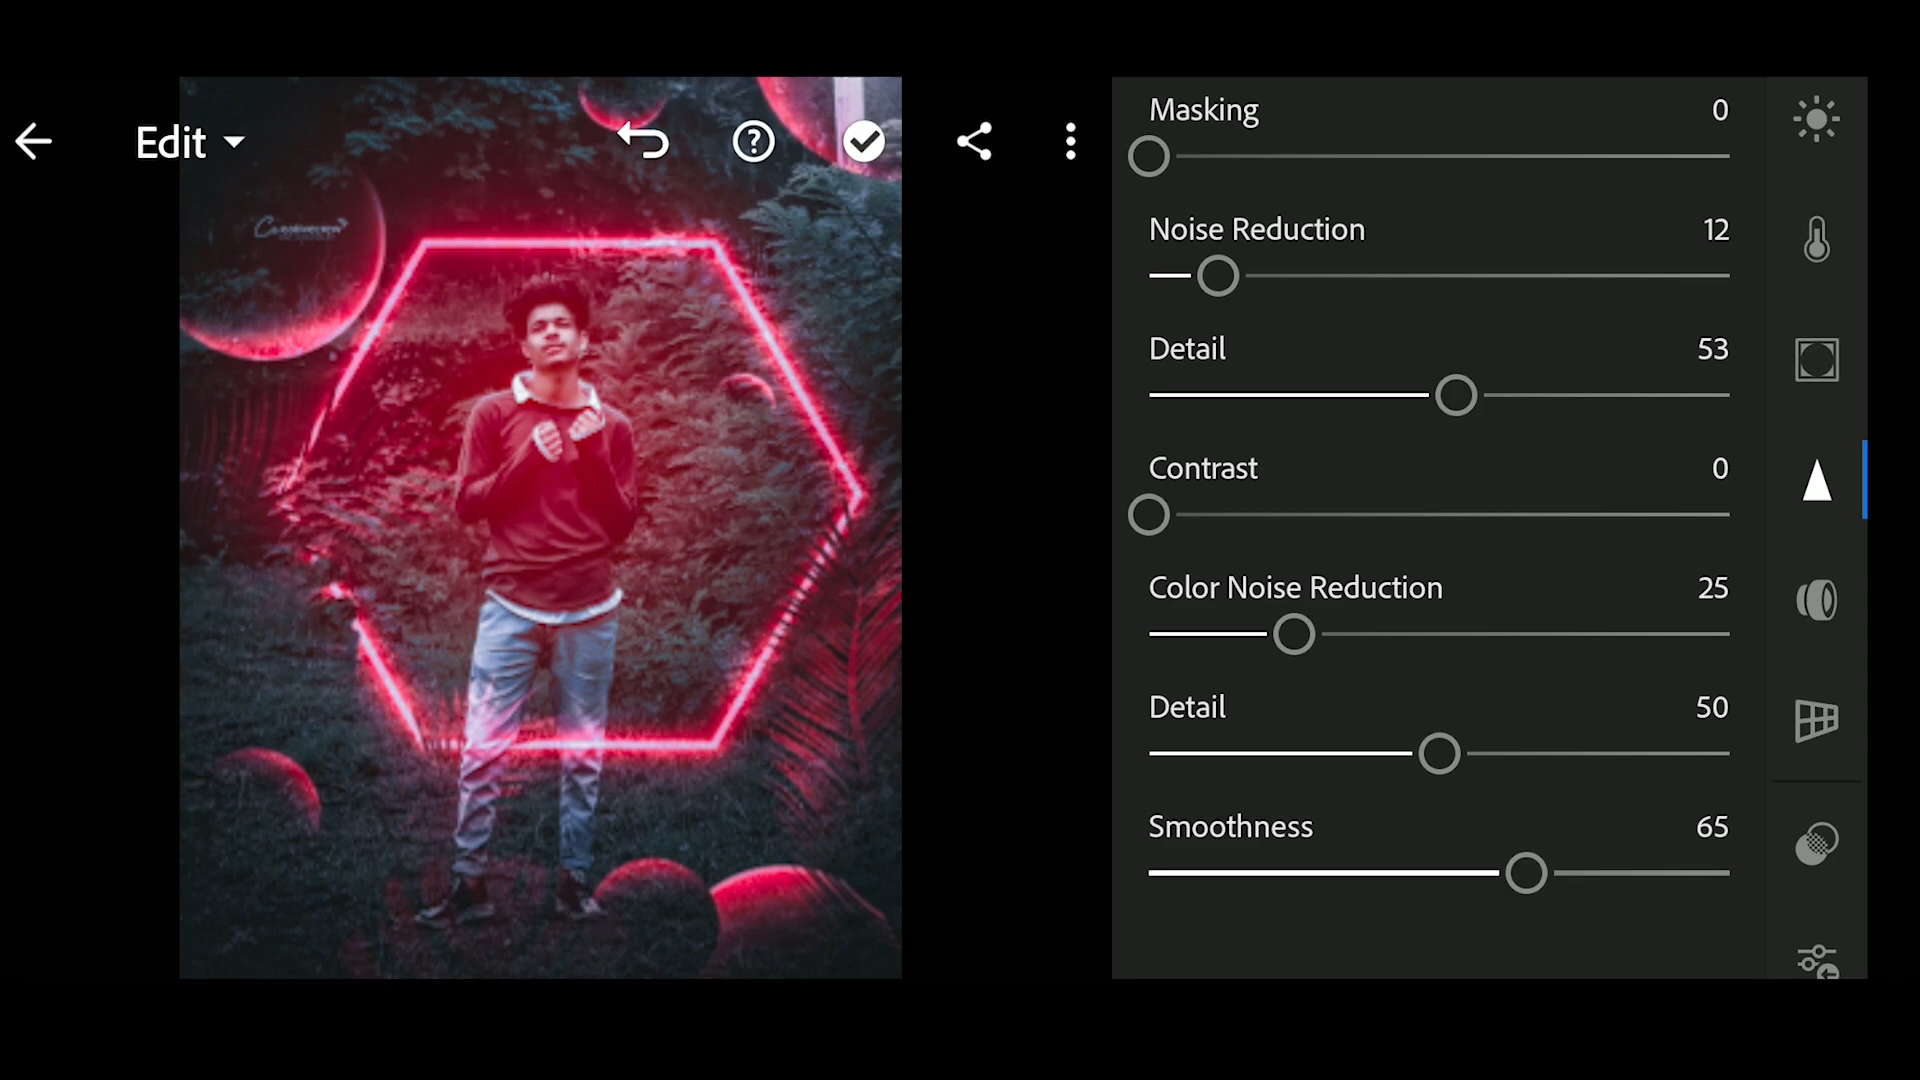 Edit
Masking 0
Noise Reduction 12
Detail 53
Contrast 0
Color Noise Reduction 25
Detail 50
Smoothness 65